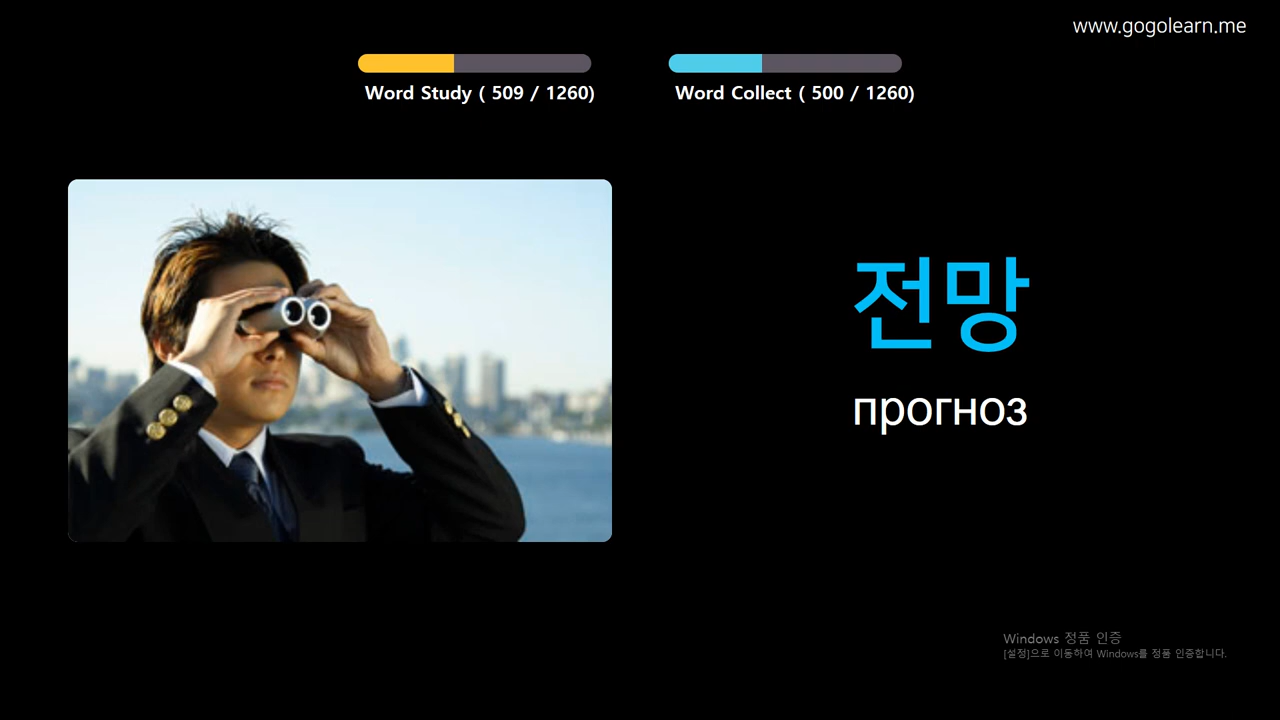 www.gogolearn.me
Word Study ( 509 / 1260)
Word Collect ( 500 / 1260)
전망
прогноз
Windows 정품 인증
[설정]으로 이동하여 Windows를 정품 인증합니다.